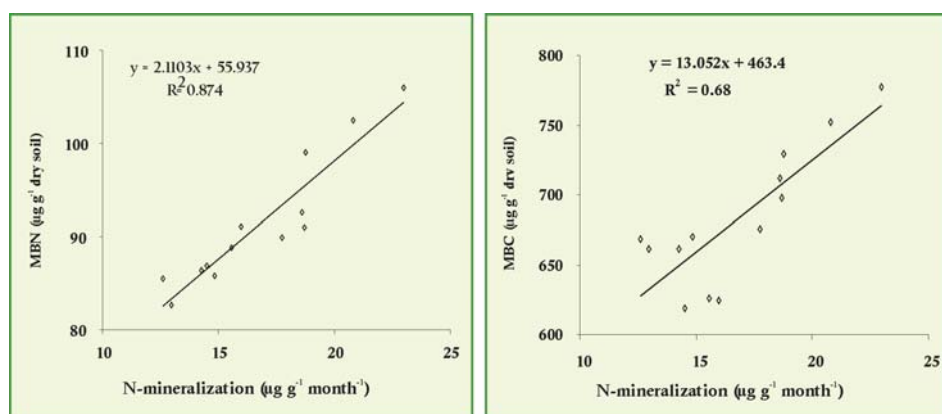 110
100
90
80
10
15
20
25
MBN (µg g⁻¹ dry soil)
y = 2.1103x + 55.937
R²= 0.874
N-mineralization (µg g⁻¹ month⁻¹)
800
750
700
650
600
10
15
20
25
MBC (µg g⁻¹ dry soil)
y = 13.052x + 463.4
R² = 0.68
N-mineralization (µg g⁻¹ month⁻¹)